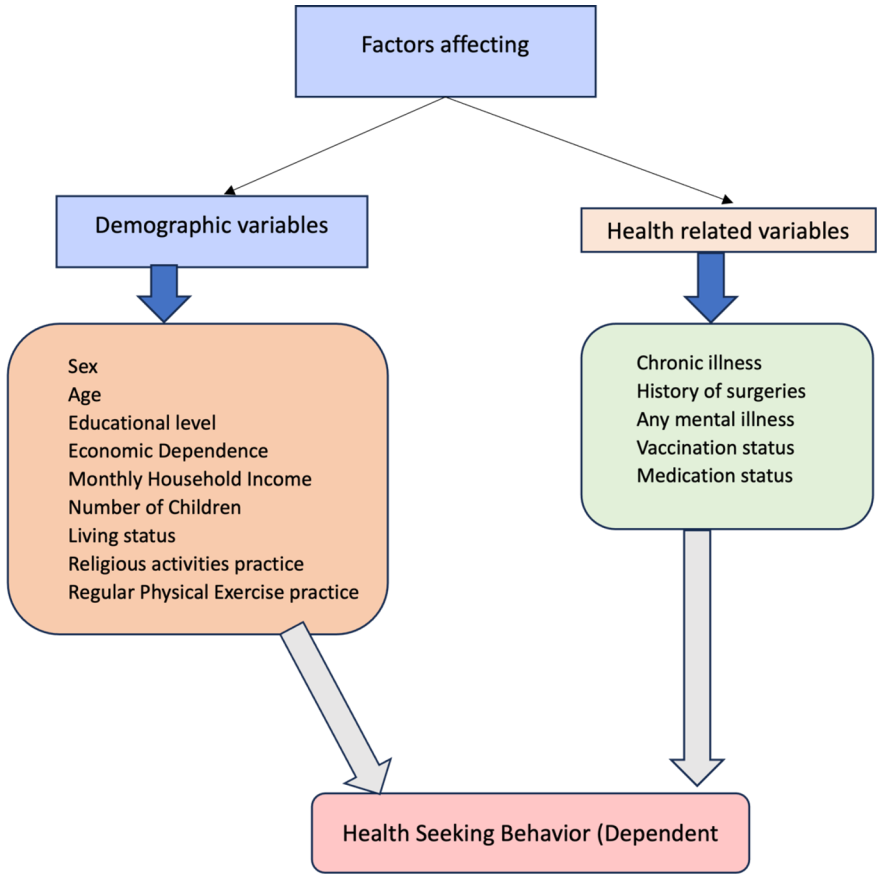 Factors affecting
Demographic variables
Health related variables
Sex
Age
Educational level
Economic Dependence
Monthly Household Income
Number of Children
Living status
Religious activities practice
Regular Physical Exercise practice
Chronic illness
History of surgeries
Any mental illness
Vaccination status
Medication status
Health Seeking Behavior (Dependent